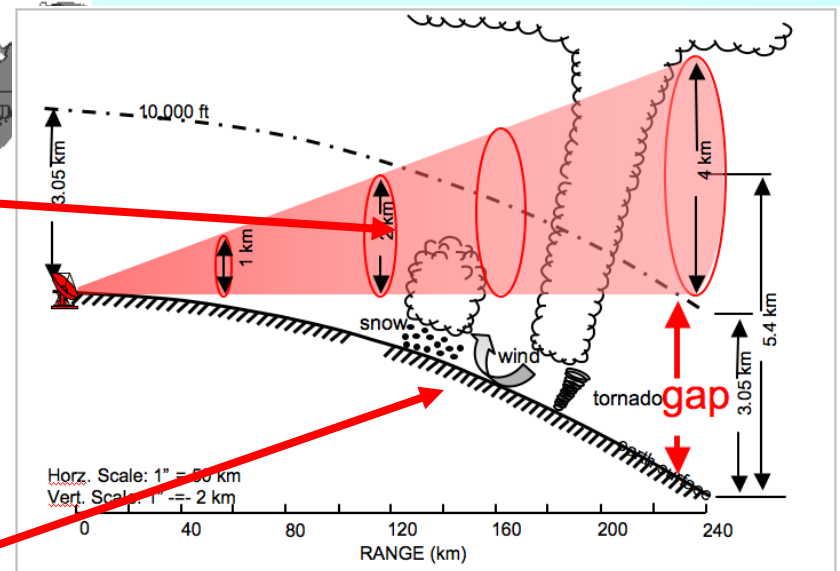 10,000 ft
3.05 km
1 km
2 km
4 km
5.4 km
snow
wind
tornado
gap
3.05 km
earth surface
Horz. Scale: 1" = 50 km
Vert. Scale: 1" -=- 2 km
0 40 80 120 160 200 240
RANGE (km)